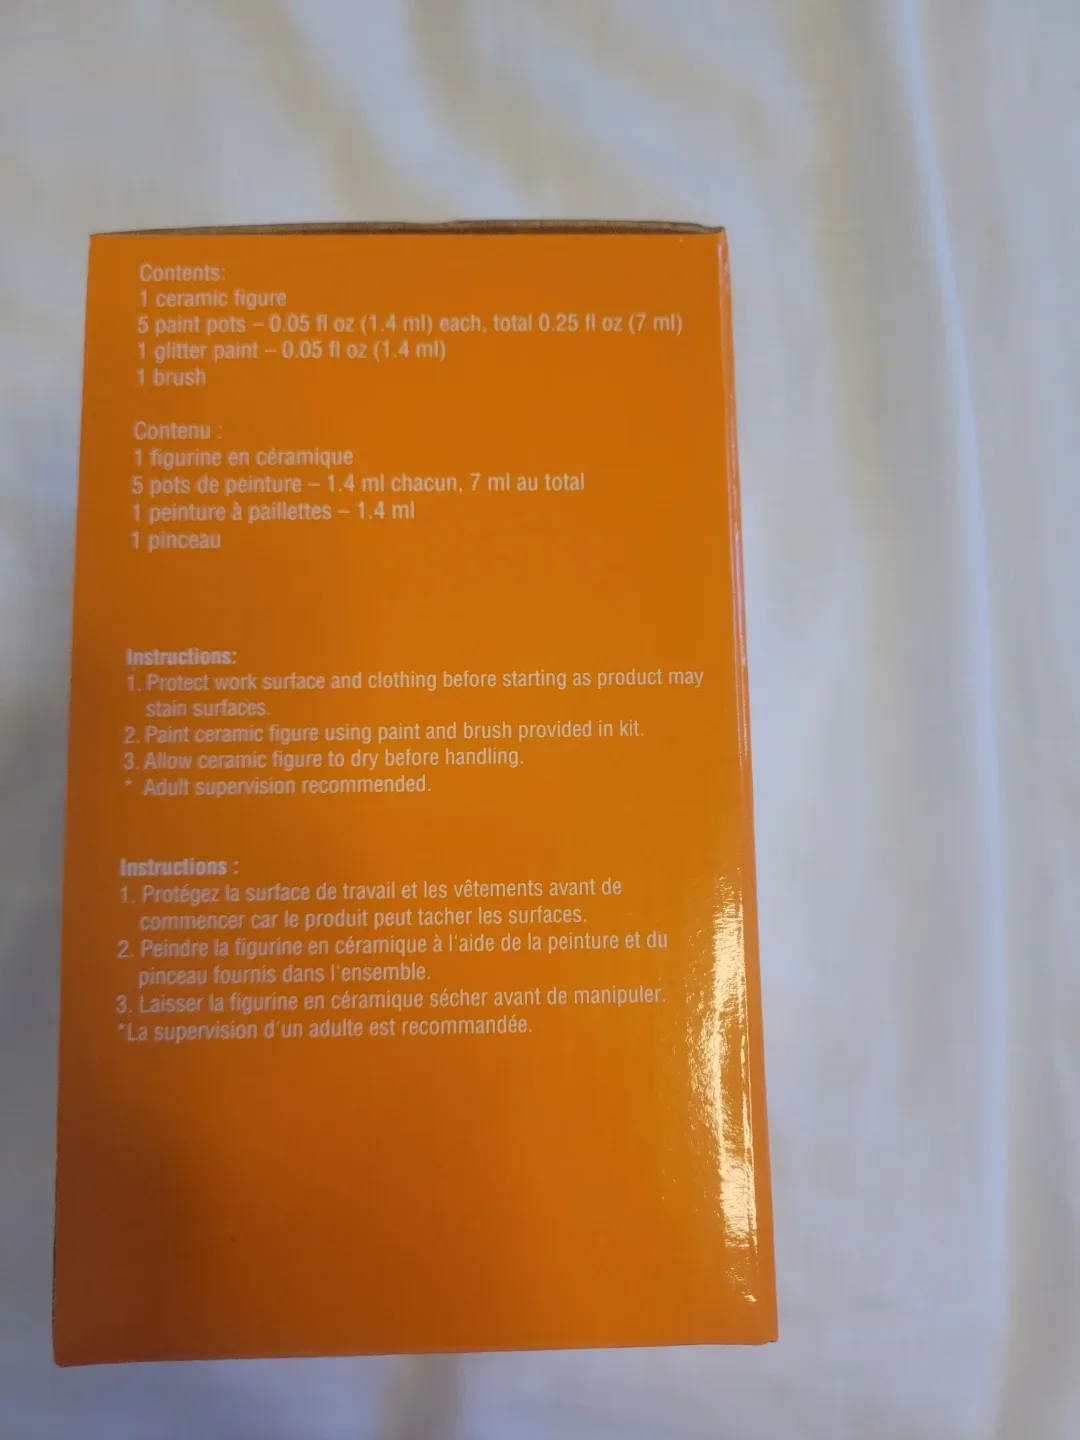 Contents:
1 ceramic figure
5 paint pots – 0.05 fl oz (1.4 ml) each, total 0.25 fl oz (7 ml)
1 glitter paint – 0.05 fl oz (1.4 ml)
1 brush
Contenu :
1 figurine en céramique
5 pots de peinture – 1.4 ml chacun, 7 ml au total
1 peinture à paillettes – 1.4 ml
1 pinceau
Instructions:
1. Protect work surface and clothing before starting as product may
stain surfaces.
2. Paint ceramic figure using paint and brush provided in kit.
3. Allow ceramic figure to dry before handling.
* Adult supervision recommended.
Instructions :
1. Protégez la surface de travail et les vêtements avant de
commencer car le produit peut tacher les surfaces.
2. Peindre la figurine en céramique à l'aide de la peinture et du
pinceau fournis dans l'ensemble.
3. Laisser la figurine en céramique sécher avant de manipuler.
*La supervision d'un adulte est recommandée.